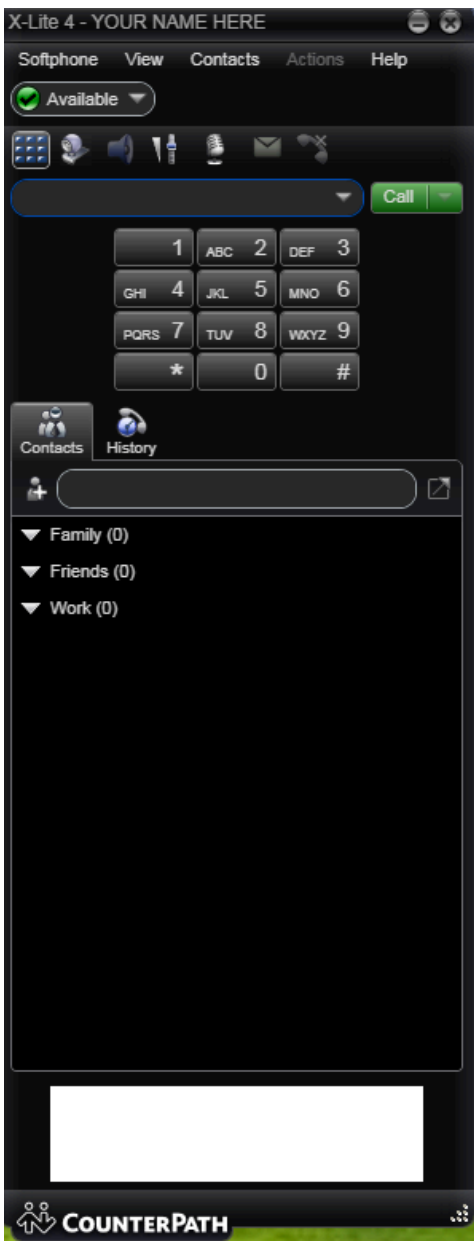 X-Lite 4 - YOUR NAME HERE
Softphone View Contacts Actions Help
Available
Call
1 ABC 2 DEF 3
GHI 4 JKL 5 MNO 6
PQRS 7 TUV 8 WXYZ 9
* 0 #
Contacts History
Family (0)
Friends (0)
Work (0)
COUNTERPATH